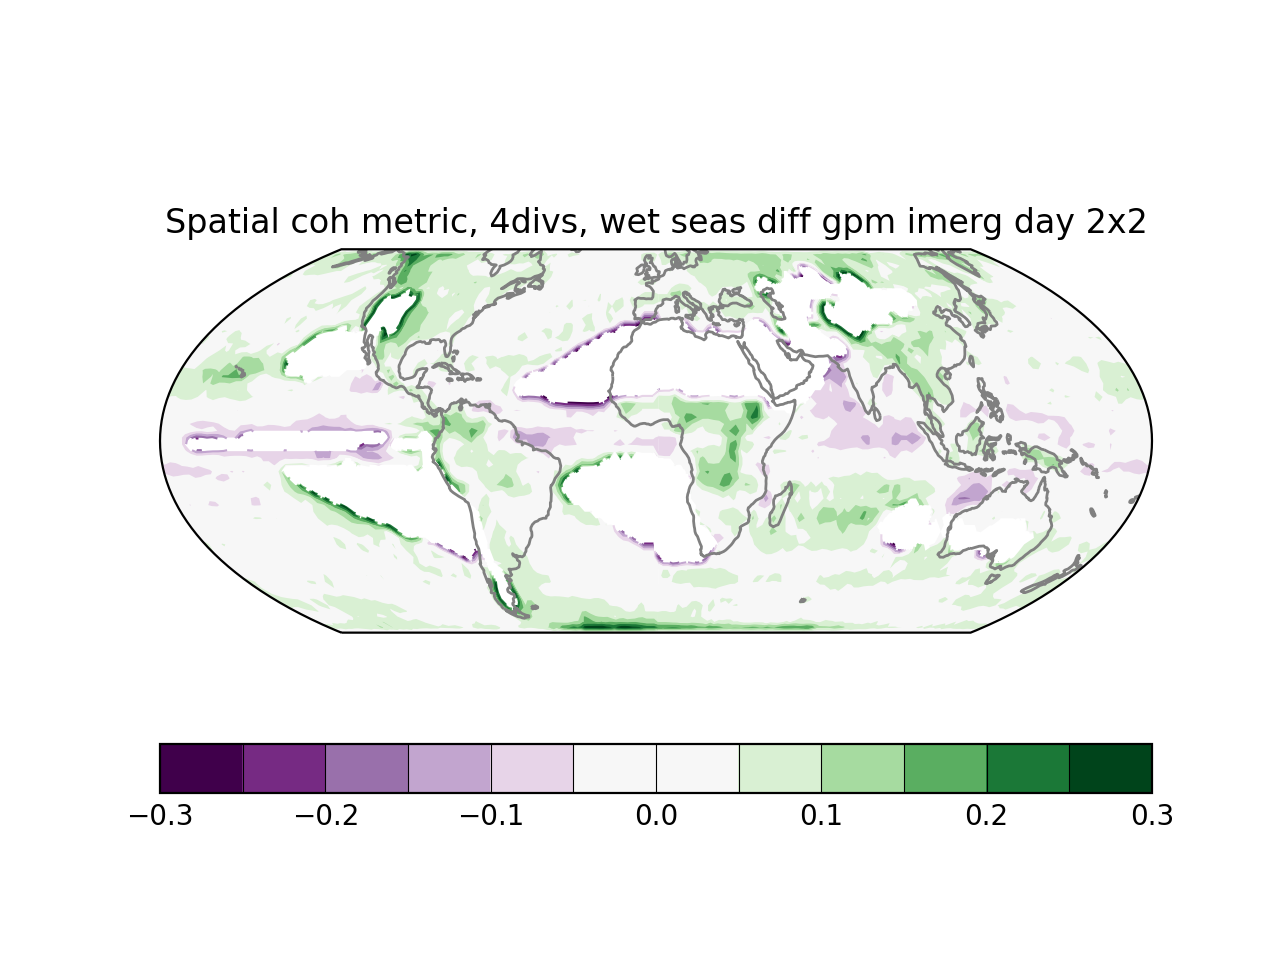 Spatial coh metric, 4divs, wet seas diff gpm imerg day 2x2
−0.3 −0.2 −0.1 0.0 0.1 0.2 0.3